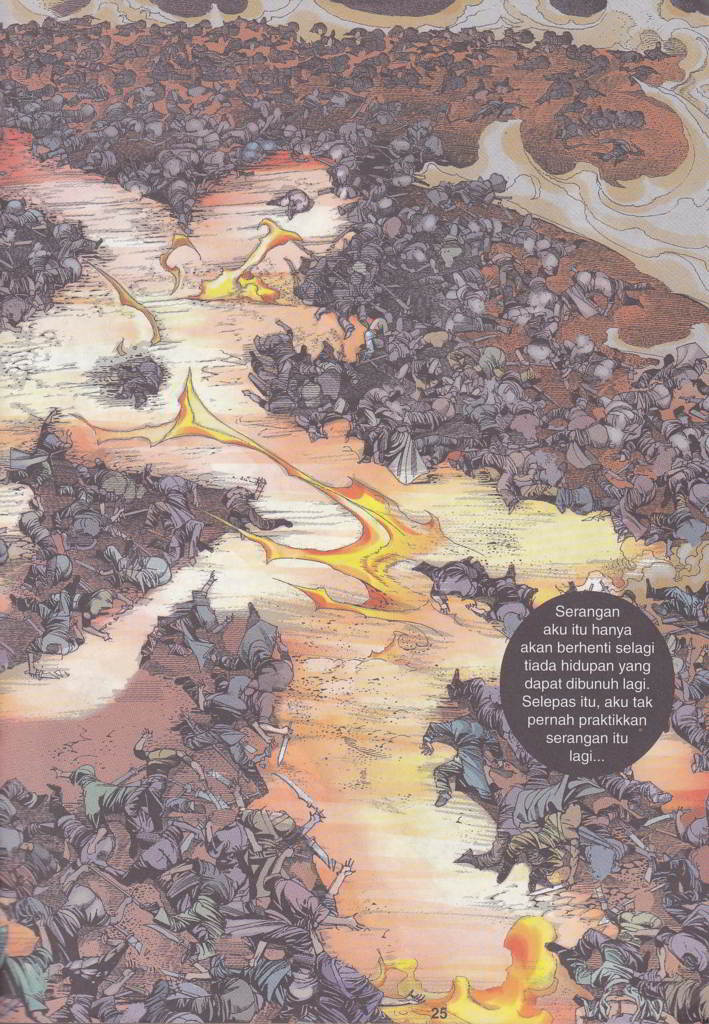 Serangan
aku itu hanya
akan berhenti selagi
tiada hidupan yang
dapat dibunuh lagi.
Selepas itu, aku tak
pernah praktikkan
serangan itu
lagi...
25